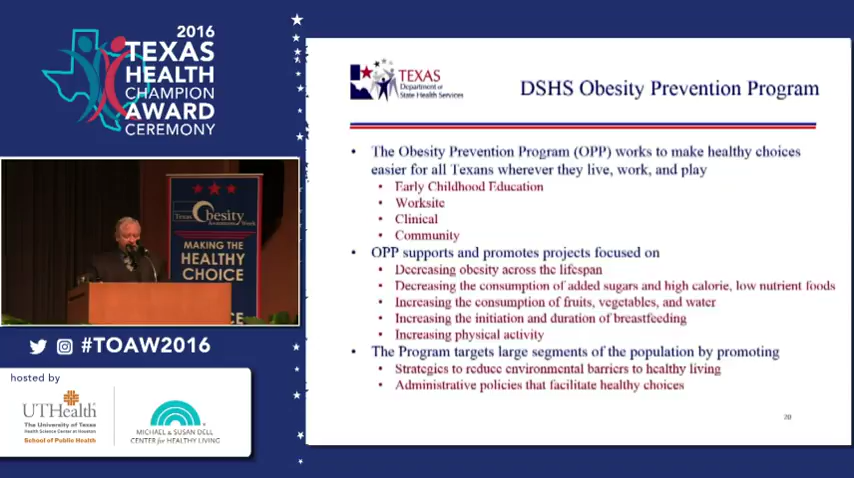 2016
TEXAS
HEALTH
CHAMPION
AWARD
CEREMONY
Texas Obesity
Awareness Week
MAKING THE
HEALTHY
CHOICE
CE
#TOAW2016
hosted by
UTHealth
The University of Texas
Health Science Center at Houston
School of Public Health
MICHAEL & SUSAN DELL
CENTER for HEALTHY LIVING
TEXAS
Department of
State Health Services
DSHS Obesity Prevention Program
• The Obesity Prevention Program (OPP) works to make healthy choices
easier for all Texans wherever they live, work, and play
• Early Childhood Education
• Worksite
• Clinical
• Community
• OPP supports and promotes projects focused on
• Decreasing obesity across the lifespan
• Decreasing the consumption of added sugars and high calorie, low nutrient foods
• Increasing the consumption of fruits, vegetables, and water
• Increasing the initiation and duration of breastfeeding
• Increasing physical activity
• The Program targets large segments of the population by promoting
• Strategies to reduce environmental barriers to healthy living
• Administrative policies that facilitate healthy choices
20